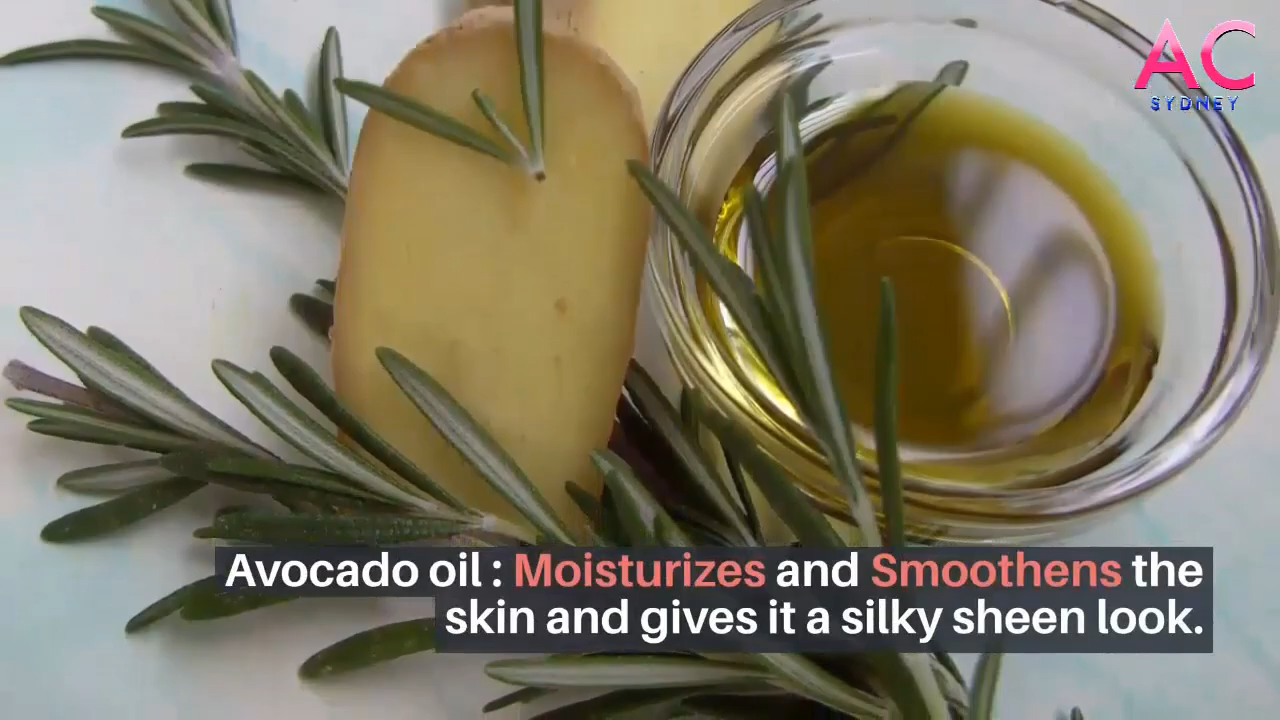 AC
SYDNEY
Avocado oil : Moisturizes and Smoothens the
skin and gives it a silky sheen look.